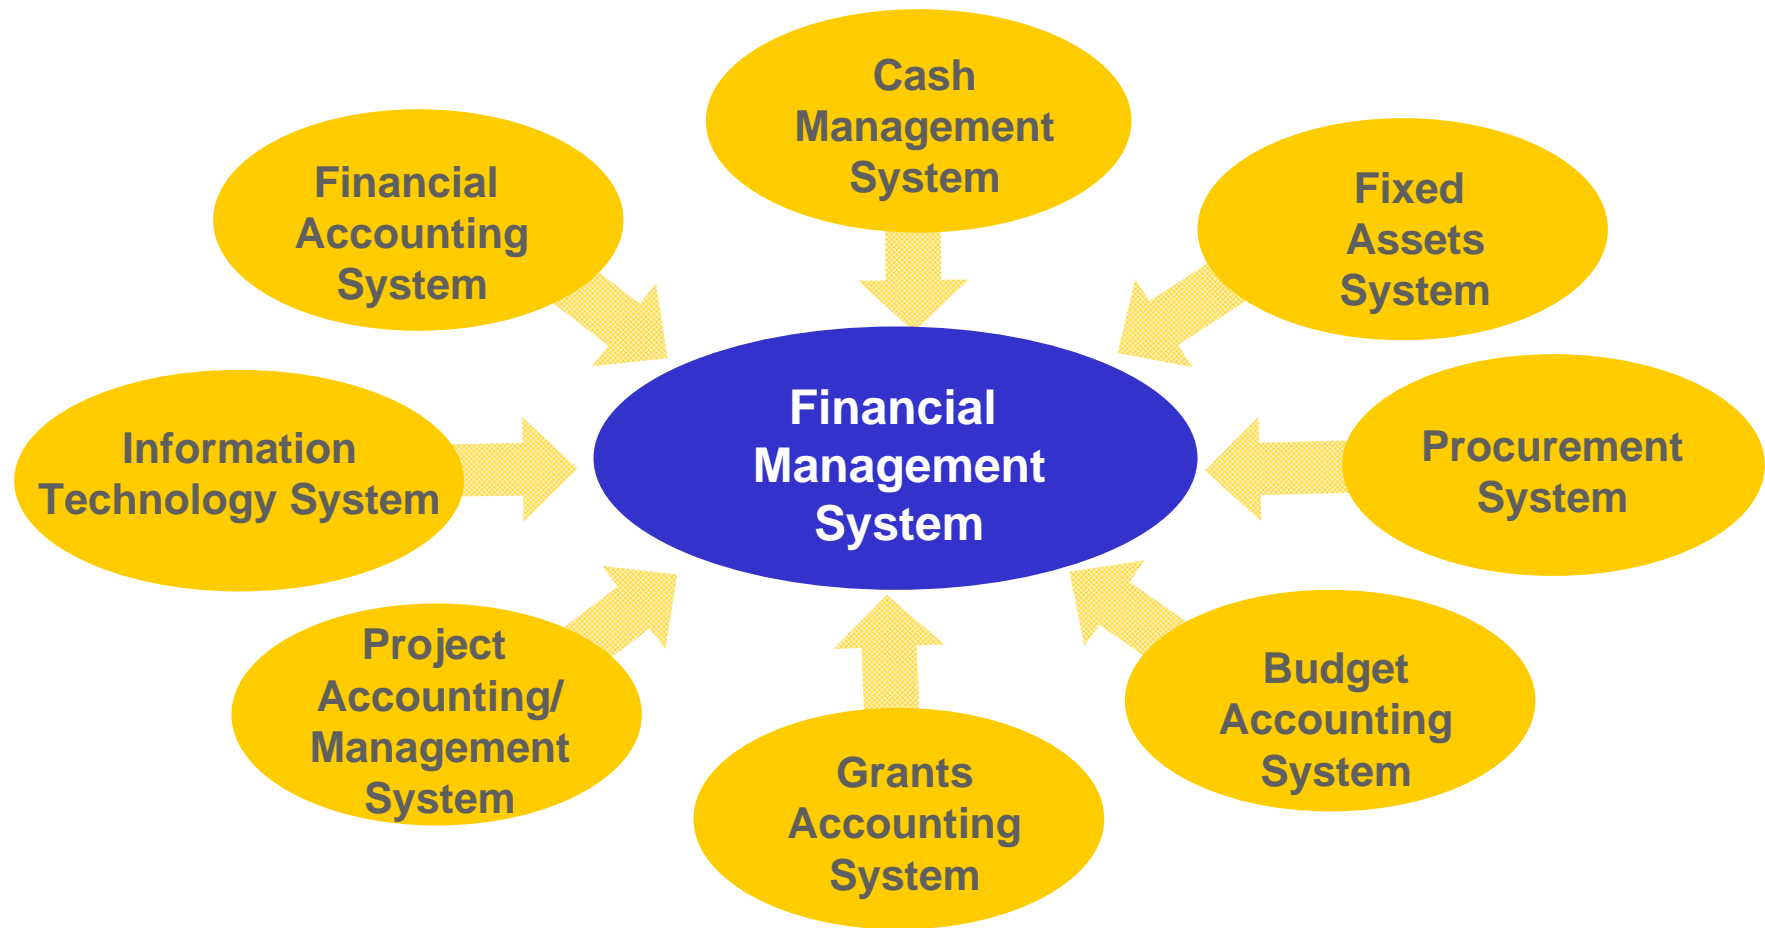 Cash
Management
System
Financial
Accounting
System
Fixed
Assets
System
Financial
Management
System
Information
Technology System
Procurement
System
Project
Accounting/
Management
System
Budget
Accounting
System
Grants
Accounting
System